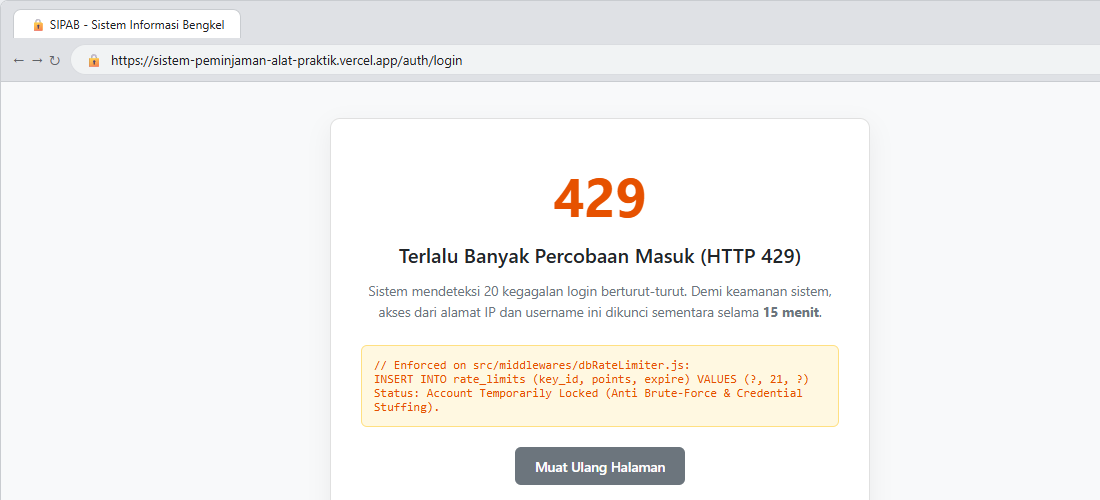 SIPAB - Sistem Informasi Bengkel
https://sistem-peminjaman-alat-praktik.vercel.app/auth/login
429
Terlalu Banyak Percobaan Masuk (HTTP 429)
Sistem mendeteksi 20 kegagalan login berturut-turut. Demi keamanan sistem,
akses dari alamat IP dan username ini dikunci sementara selama 15 menit.
// Enforced on src/middlewares/dbRateLimiter.js:
INSERT INTO rate_limits (key_id, points, expire) VALUES (?, 21, ?)
Status: Account Temporarily Locked (Anti Brute-Force & Credential
Stuffing).
Muat Ulang Halaman